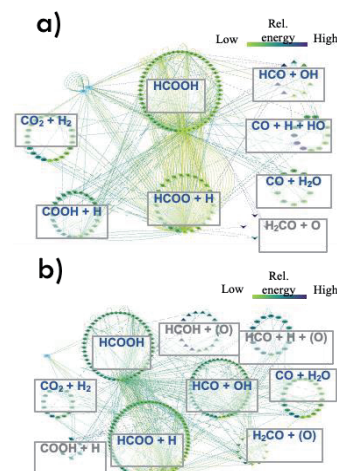 a)
Rel.
energy
Low High
HCOOH
HCO + OH
CO₂ + H₂
CO + H + HO
CO + H₂O
COOH + H
HCOO + H
H₂CO + O
b)
Rel.
energy
Low High
HCOH + (O)
HCOOH
HCO + H + (O)
HCO + OH
CO + H₂O
CO₂ + H₂
COOH + H
HCOO + H
H₂CO + (O)